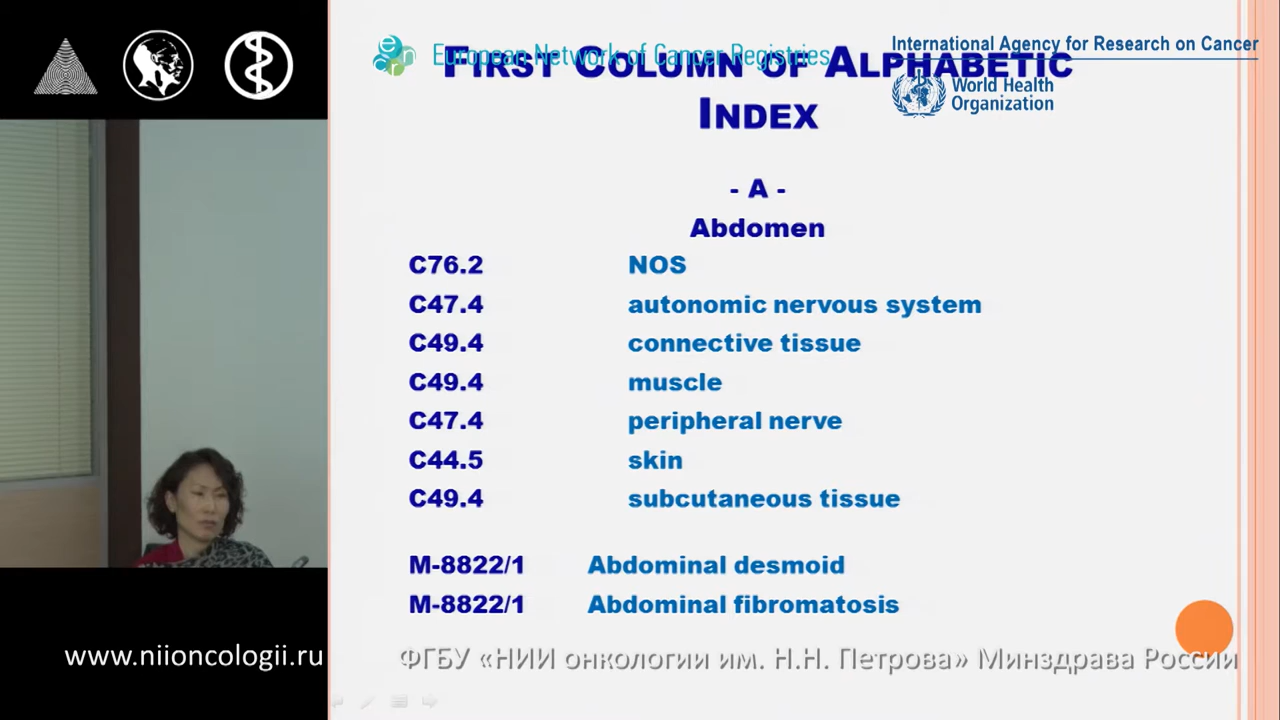 European Network of Cancer Registries
International Agency for Research on Cancer
World Health
Organization
FIRST COLUMN OF ALPHABETIC
INDEX
- A -
Abdomen
C76.2 NOS
C47.4 autonomic nervous system
C49.4 connective tissue
C49.4 muscle
C47.4 peripheral nerve
C44.5 skin
C49.4 subcutaneous tissue
M-8822/1 Abdominal desmoid
M-8822/1 Abdominal fibromatosis
www.niioncologii.ru
ФГБУ «НИИ онкологии им. Н.Н. Петрова» Минздрава России